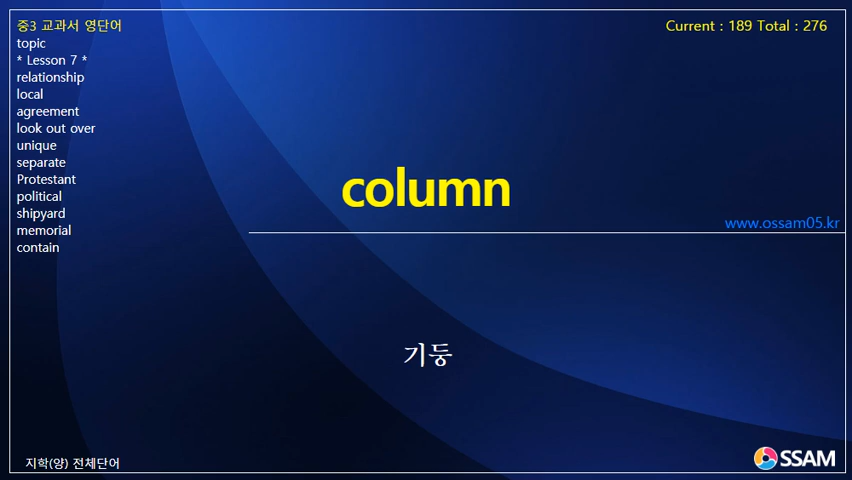 중3 교과서 영단어
Current : 189 Total : 276
topic
* Lesson 7 *
relationship
local
agreement
look out over
unique
separate
Protestant
political
shipyard
memorial
contain
column
www.ossam05.kr
기둥
지학(양) 전체단어
OSSAM